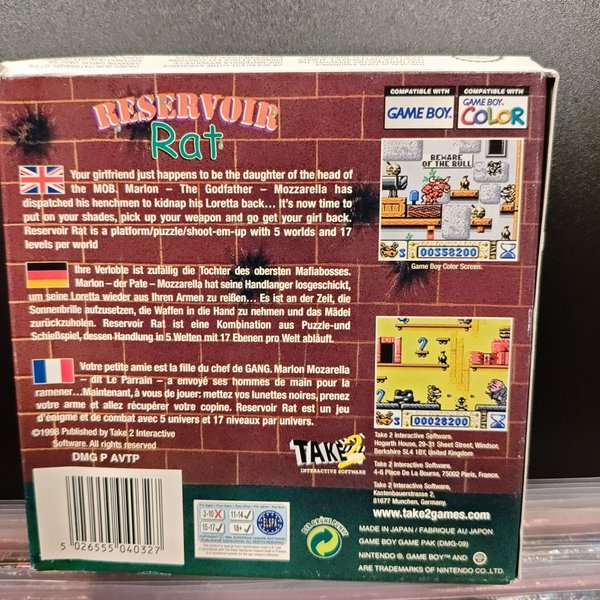 RESERVOIR
Rat
COMPATIBLE WITH
GAME BOY.
COMPATIBLE WITH
GAME BOY.
COLOR
Your girlfriend just happens to be the daughter of the head of
the MOB. Marlon – The Godfather – Mozzarella has
dispatched his henchmen to kidnap his Loretta back... It's now time to
put on your shades, pick up your weapon and go get your girl back.
Reservoir Rat is a platform/puzzle/shoot-em-up with 5 worlds and 17
levels per world
BEWARE
OF THE BULL
3
00358200
Game Boy Color Screen.
Ihre Verlobte ist zufällig die Tochter des obersten Mafiabosses.
Marlon – der Pate – Mozzarella hat seine Handlanger losgeschickt,
um seine Loretta wieder aus Ihren Armen zu reißen... Es ist an der Zeit, die
Sonnenbrille aufzusetzen, die Waffen in die Hand zu nehmen und das Mädel
zurückzuholen. Reservoir Rat ist eine Kombination aus Puzzle-und
Schießspiel, dessen Handlung in 5 Welten mit 17 Ebenen pro Welt abläuft.
EXIT
3
00028200
Votre petite amie est la fille du chef de GANG. Marlon Mozarella
– dit Le Parrain – a envoyé ses hommes de main pour la
ramener...Maintenant, à vous de jouer: mettez vos lunettes noires, prenez
votre arme et allez récupérer votre copine. Reservoir Rat est un jeu
d'énigme et de combat avec 5 univers et 17 niveaux par univers.
©1998 Published by Take 2 Interactive
Software. All rights reserved
DMG P AVTP
TAKE 2
INTERACTIVE SOFTWARE
Take 2 Interactive Software,
Hogarth House, 29-31 Sheet Street, Windsor,
Berkshire SL4 1BY, United Kingdom
Take 2 Interactive Software,
4-6 Place De La Bourse, 75002 Paris, France.
Take 2 Interactive Software,
Kastenbauerstrasse 2,
81677 Munchen, Germany.
www.take2games.com
5 026555 040327
3-10
11-14
15-17
18+
ELSPA
DER GRÜNE PUNKT
MADE IN JAPAN / FABRIQUE AU JAPON
GAME BOY GAME PAK (DMG-09)
NINTENDO ®, GAME BOY™ AND
ARE TRADEMARKS OF NINTENDO CO., LTD.